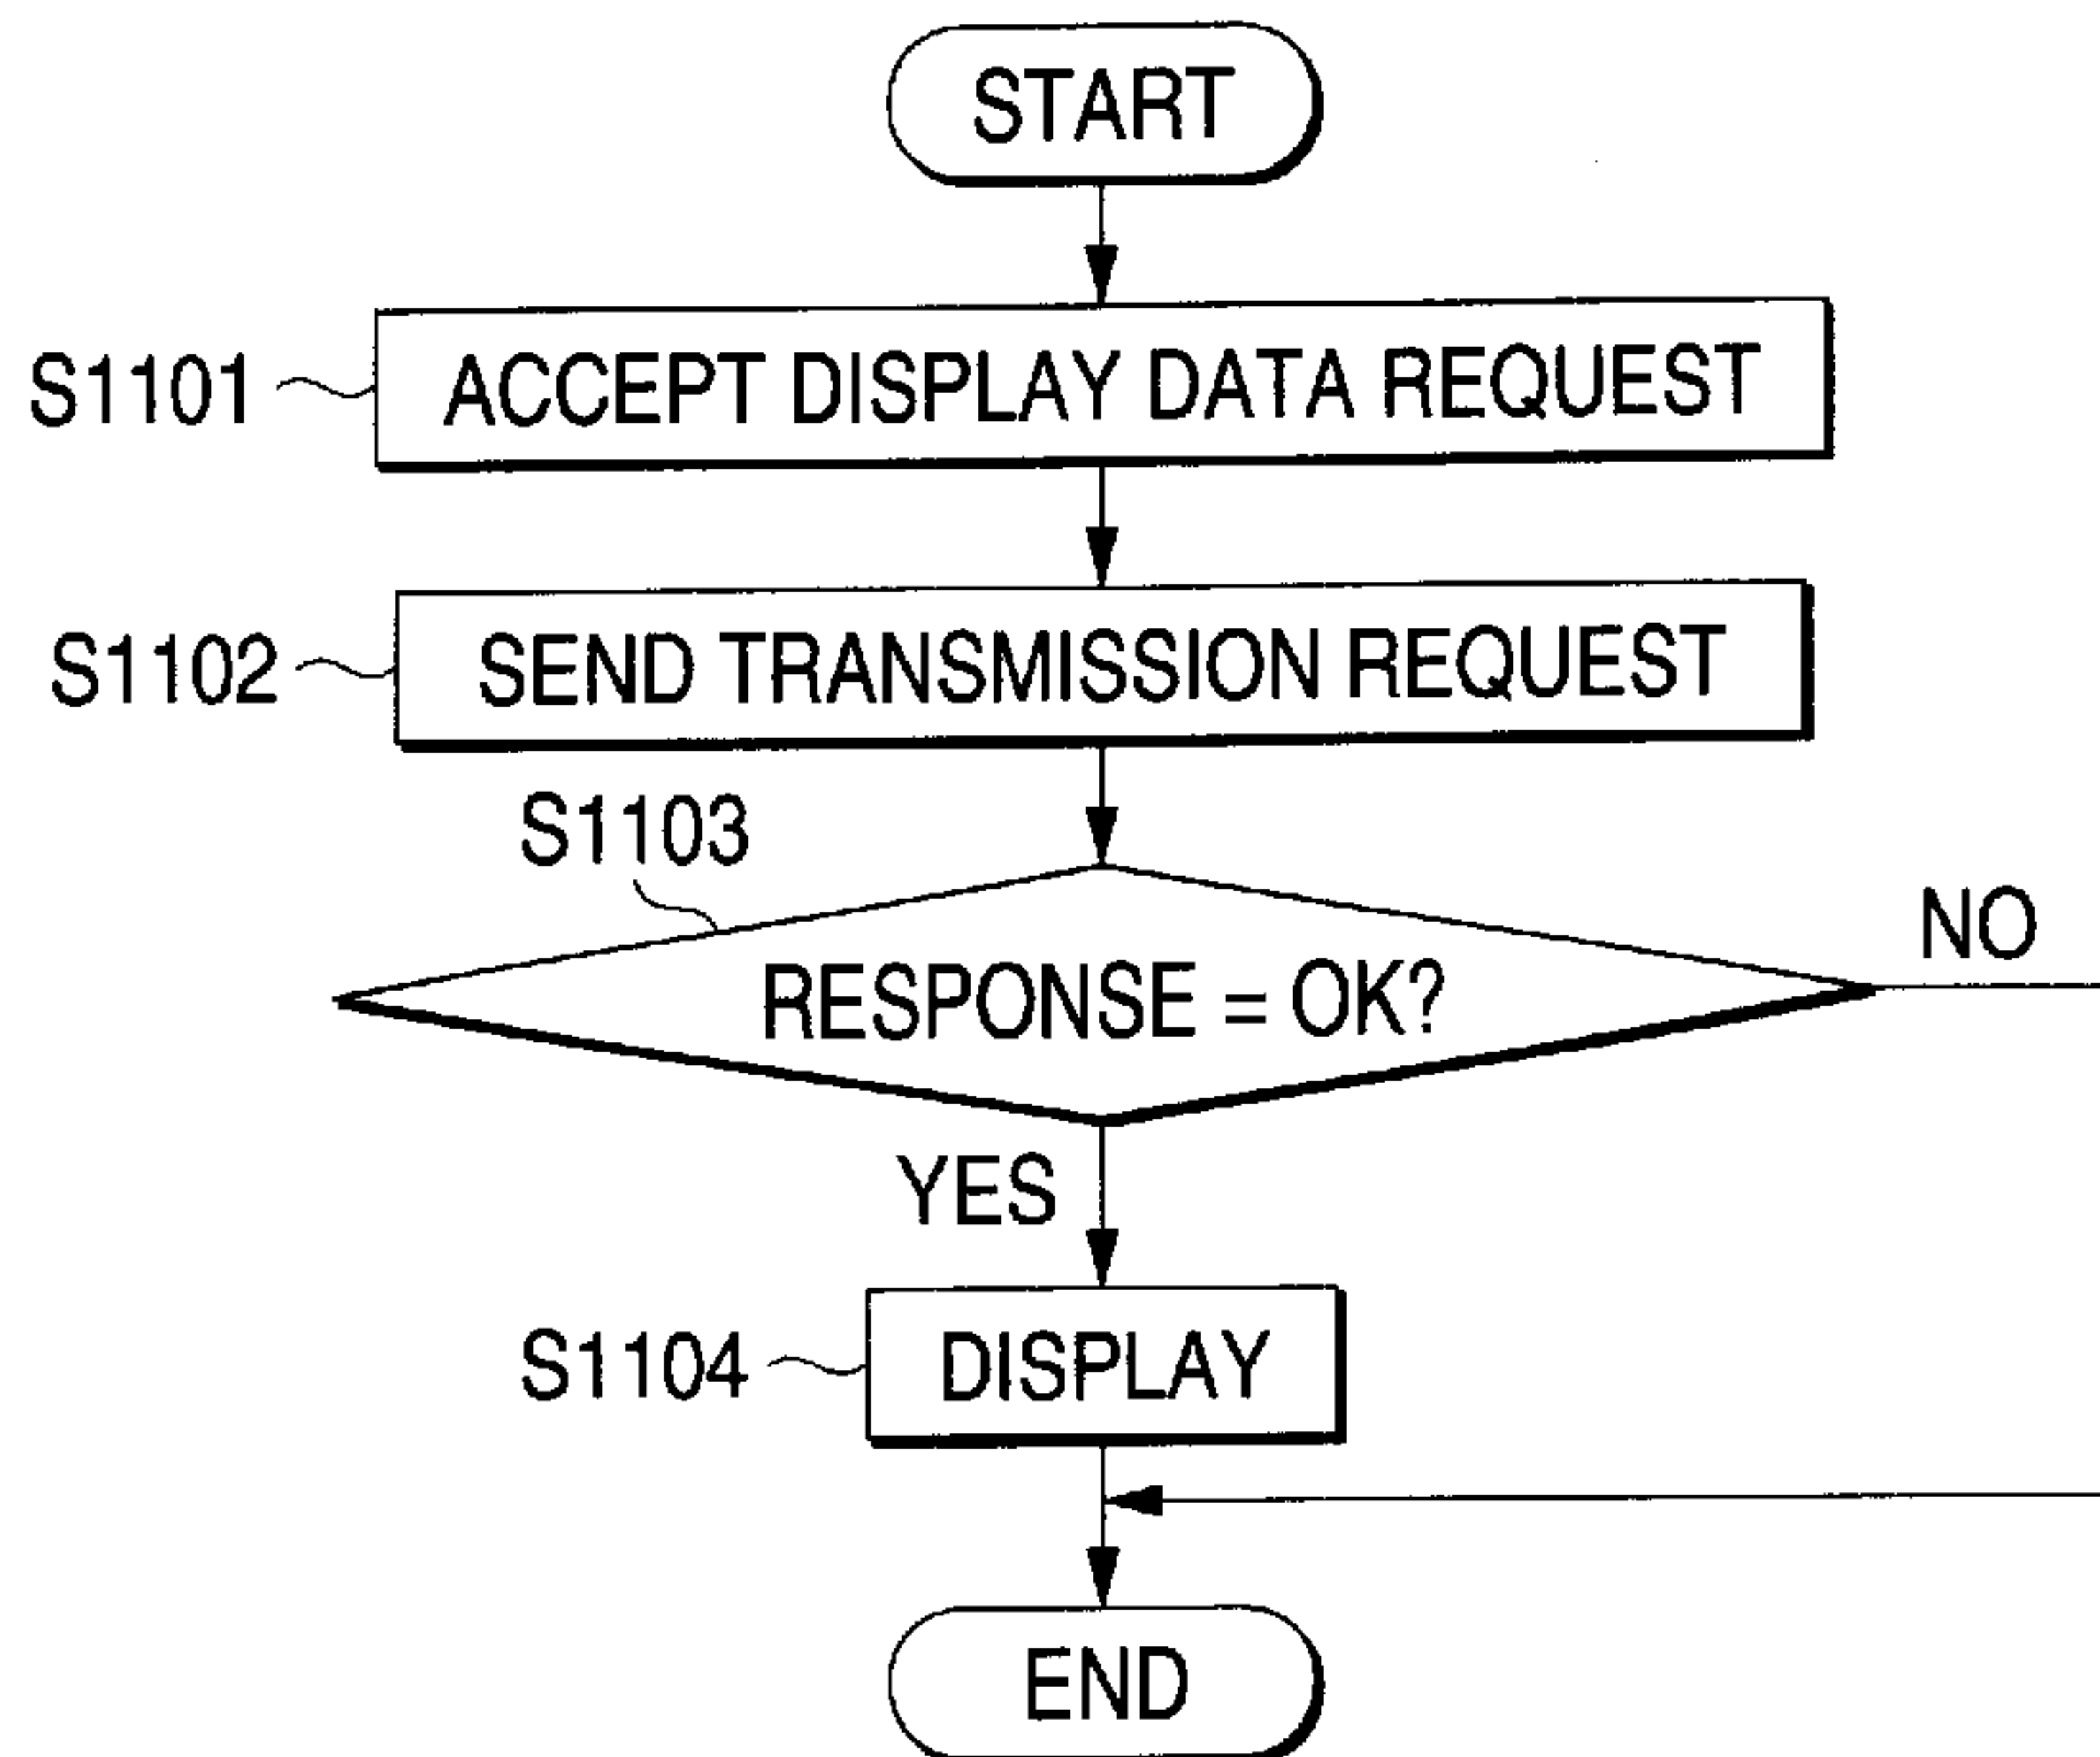 START
S1101
ACCEPT DISPLAY DATA REQUEST
S1102
SEND TRANSMISSION REQUEST
S1103
RESPONSE = OK?
NO
YES
S1104
DISPLAY
END